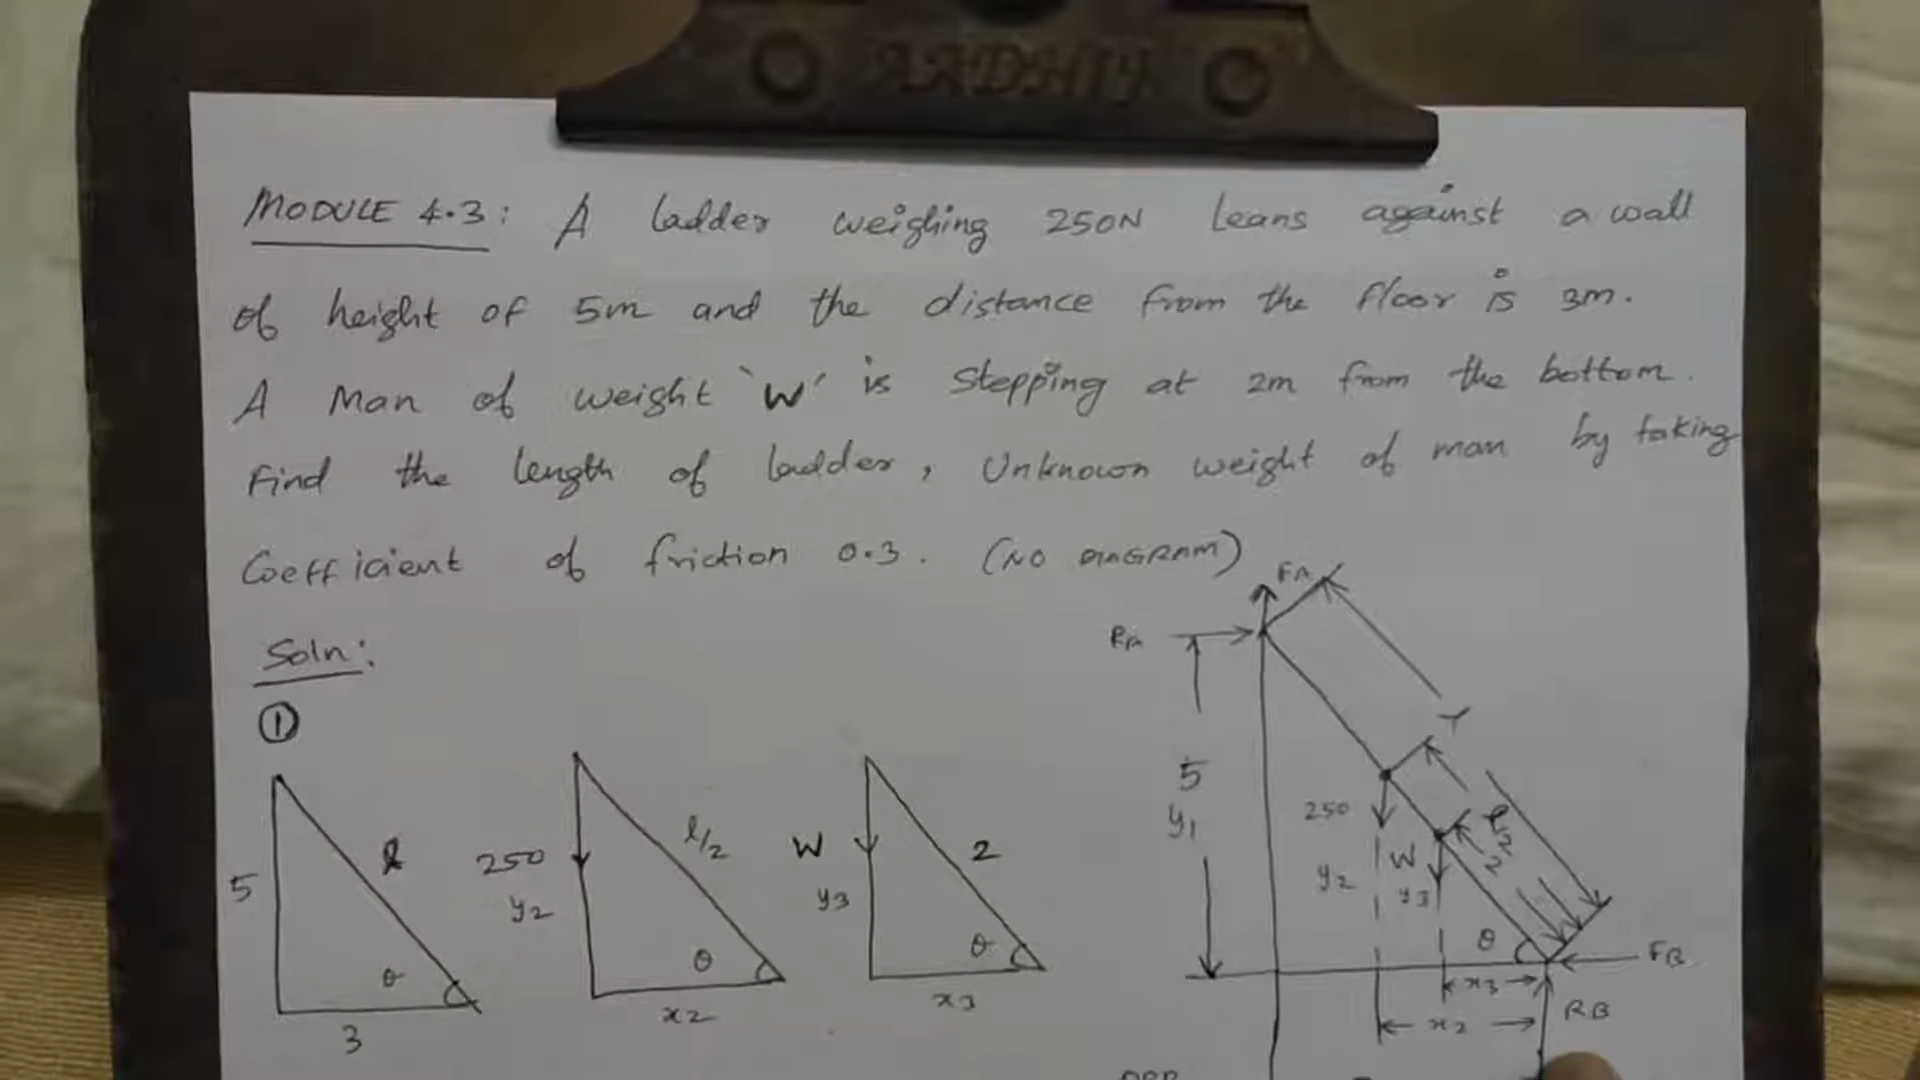 AADHIY
MODULE 4.3: A ladder weighing 250N leans against a wall
of height of 5m and the distance from the floor is 3m.
A Man of weight 'W' is stepping at 2m from the bottom.
Find the length of ladder, Unknown weight of man by taking
Coefficient of friction 0.3. (NO DIAGRAM)
Soln:
①
5
l
θ
3
250
y2
l/2
θ
x2
W
y3
2
θ
x3
FA
RA
5
y1
250
y2
W
y3
2
θ
FB
x3
x2
RB